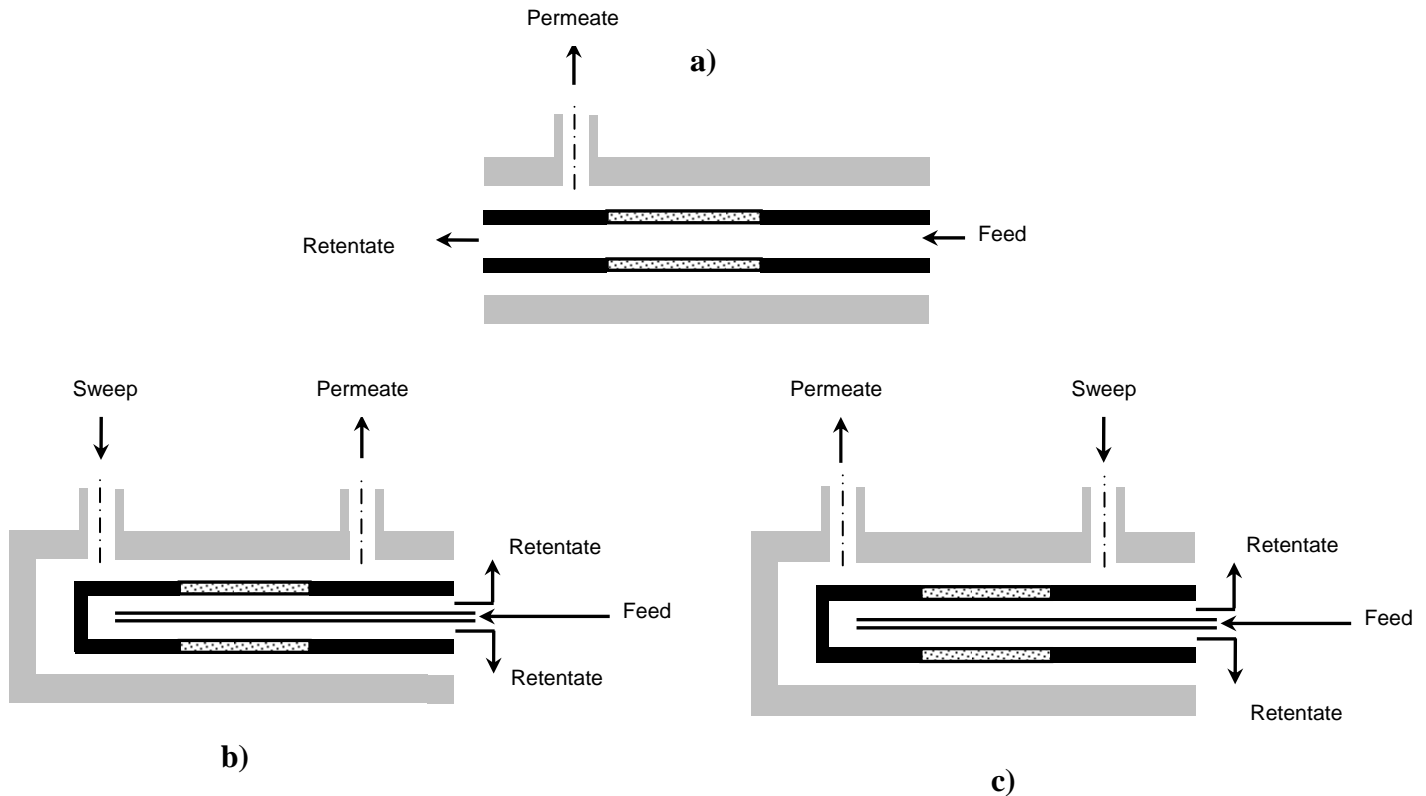 Permeate
a)
Retentate
Feed
Sweep
Permeate
Retentate
Feed
Retentate
b)
Permeate
Sweep
Retentate
Feed
Retentate
c)